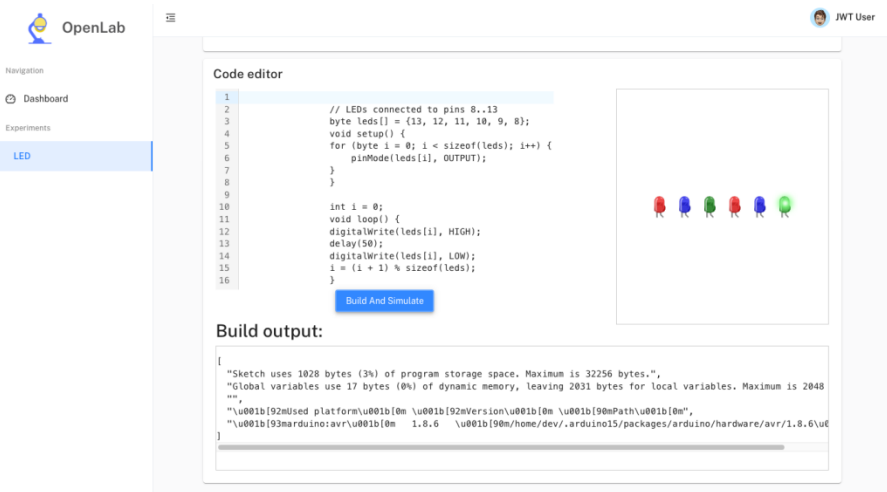 OpenLab
JWT User
Navigation
Dashboard
Experiments
LED
Code editor
1
2 // LEDs connected to pins 8..13
3 byte leds[] = {13, 12, 11, 10, 9, 8};
4 void setup() {
5 for (byte i = 0; i < sizeof(leds); i++) {
6 pinMode(leds[i], OUTPUT);
7 }
8 }
9
10 int i = 0;
11 void loop() {
12 digitalWrite(leds[i], HIGH);
13 delay(50);
14 digitalWrite(leds[i], LOW);
15 i = (i + 1) % sizeof(leds);
16 }
Build And Simulate
Build output:
[
"Sketch uses 1028 bytes (3%) of program storage space. Maximum is 32256 bytes.",
"Global variables use 17 bytes (0%) of dynamic memory, leaving 2031 bytes for local variables. Maximum is 2048
"",
"\u001b[92mUsed platform\u001b[0m \u001b[92mVersion\u001b[0m \u001b[90mPath\u001b[0m",
"\u001b[93marduino:avr\u001b[0m 1.8.6 \u001b[90m/home/dev/.arduino15/packages/arduino/hardware/avr/1.8.6\u0
]